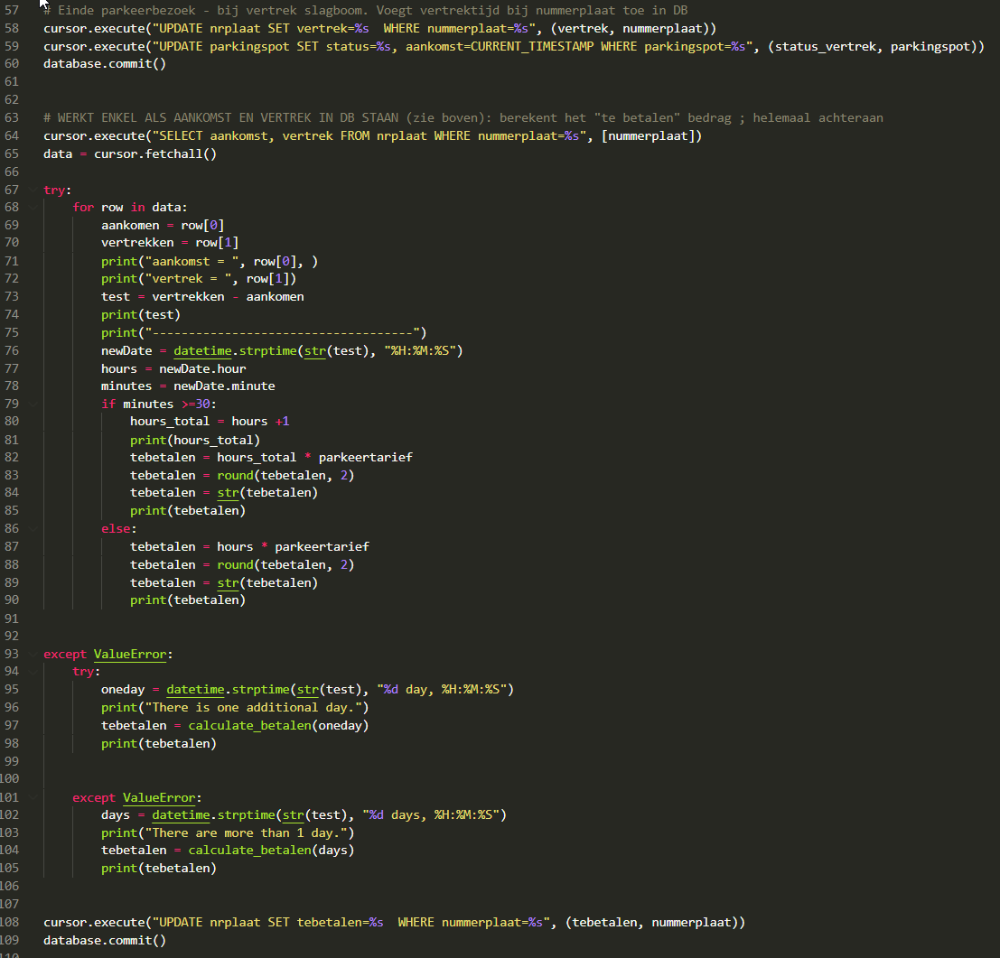 57 # Einde parkeerbezoek - bij vertrek slagboom. Voegt vertrektijd bij nummerplaat toe in DB
58 cursor.execute("UPDATE nrplaat SET vertrek=%s  WHERE nummerplaat=%s", (vertrek, nummerplaat))
59 cursor.execute("UPDATE parkingspot SET status=%s, aankomst=CURRENT_TIMESTAMP WHERE parkingspot=%s", (status_vertrek, parkingspot))
60 database.commit()
61
62
63 # WERKT ENKEL ALS AANKOMST EN VERTREK IN DB STAAN (zie boven): berekent het "te betalen" bedrag ; helemaal achteraan
64 cursor.execute("SELECT aankomst, vertrek FROM nrplaat WHERE nummerplaat=%s", [nummerplaat])
65 data = cursor.fetchall()
66
67 try:
68     for row in data:
69         aankomen = row[0]
70         vertrekken = row[1]
71         print("aankomst = ", row[0], )
72         print("vertrek = ", row[1])
73         test = vertrekken - aankomen
74         print(test)
75         print("------------------------------------")
76         newDate = datetime.strptime(str(test), "%H:%M:%S")
77         hours = newDate.hour
78         minutes = newDate.minute
79         if minutes >=30:
80             hours_total = hours +1
81             print(hours_total)
82             tebetalen = hours_total * parkeertarief
83             tebetalen = round(tebetalen, 2)
84             tebetalen = str(tebetalen)
85             print(tebetalen)
86         else:
87             tebetalen = hours * parkeertarief
88             tebetalen = round(tebetalen, 2)
89             tebetalen = str(tebetalen)
90             print(tebetalen)
91
92
93 except ValueError:
94     try:
95         oneday = datetime.strptime(str(test), "%d day, %H:%M:%S")
96         print("There is one additional day.")
97         tebetalen = calculate_betalen(oneday)
98         print(tebetalen)
99
100
101     except ValueError:
102         days = datetime.strptime(str(test), "%d days, %H:%M:%S")
103         print("There are more than 1 day.")
104         tebetalen = calculate_betalen(days)
105         print(tebetalen)
106
107
108 cursor.execute("UPDATE nrplaat SET tebetalen=%s  WHERE nummerplaat=%s", (tebetalen, nummerplaat))
109 database.commit()
110